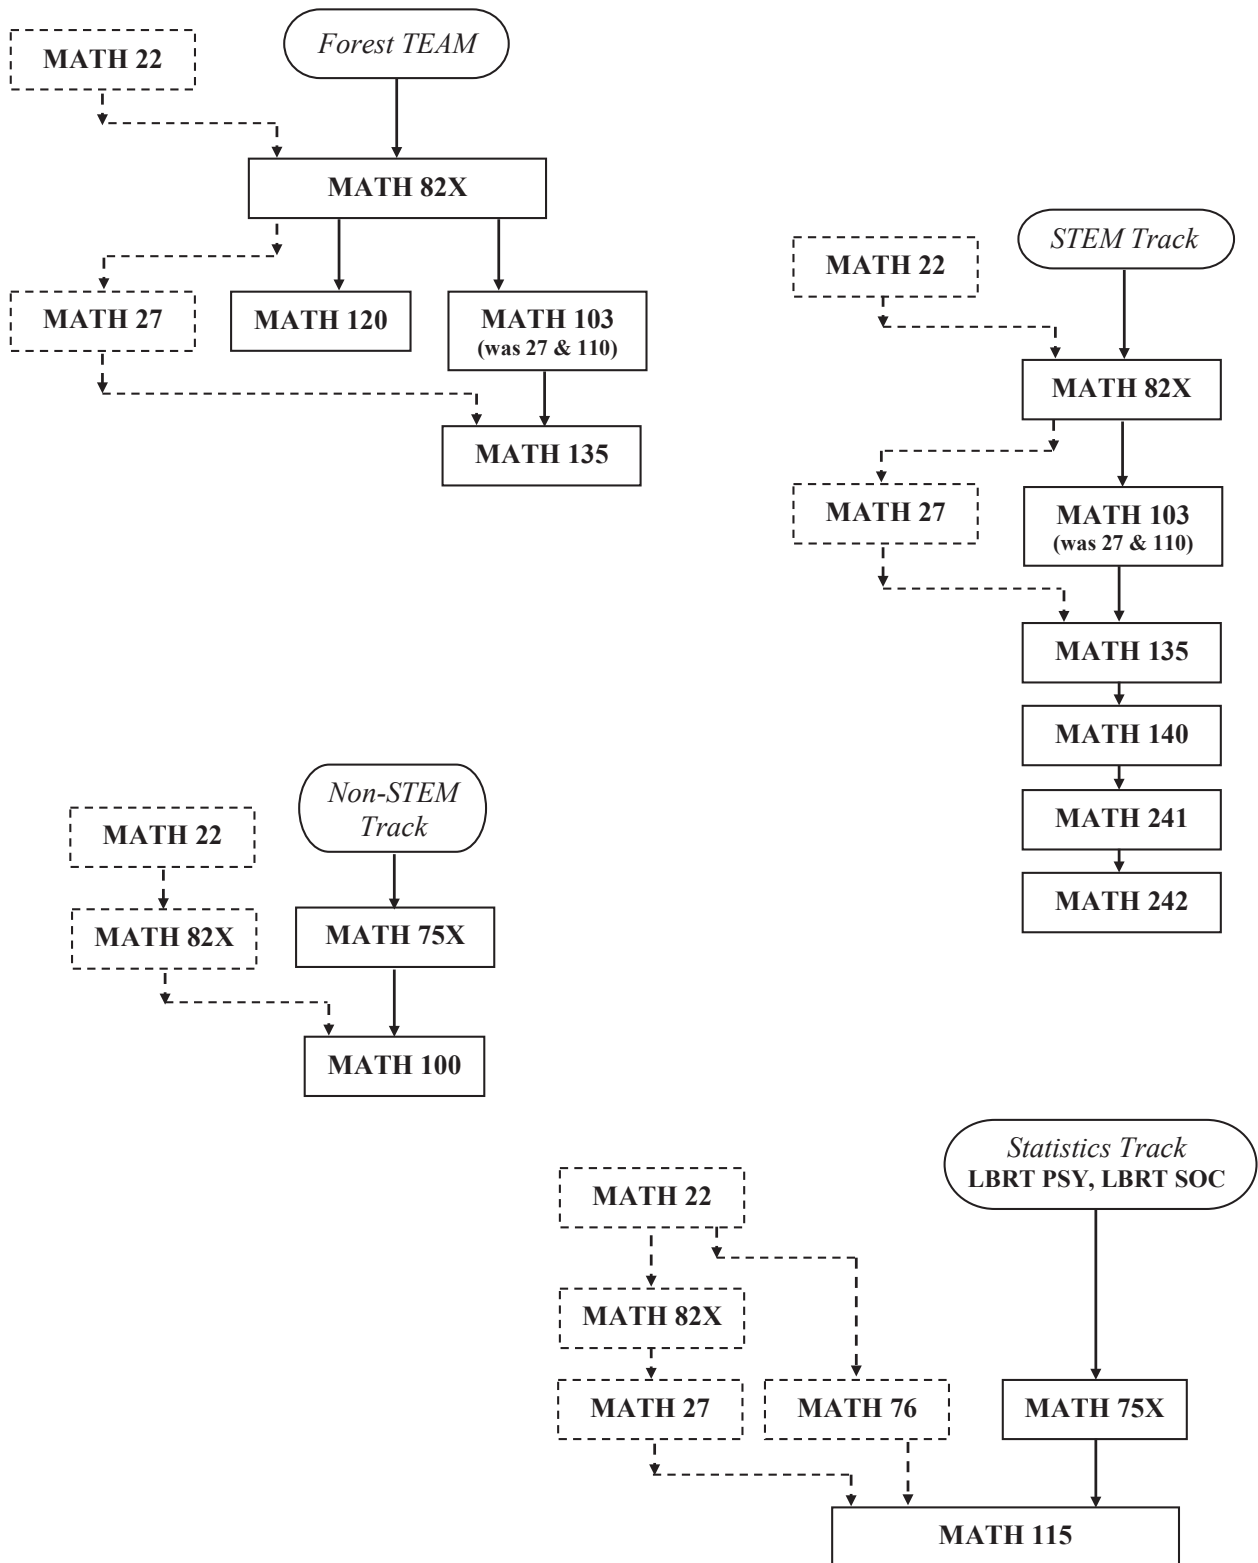 Forest TEAM
MATH 22
MATH 82X
MATH 27
MATH 120
MATH 103
(was 27 & 110)
MATH 135
STEM Track
MATH 22
MATH 82X
MATH 27
MATH 103
(was 27 & 110)
MATH 135
MATH 140
MATH 241
MATH 242
Non-STEM
Track
MATH 22
MATH 82X
MATH 75X
MATH 100
Statistics Track
LBRT PSY, LBRT SOC
MATH 22
MATH 82X
MATH 27
MATH 76
MATH 75X
MATH 115